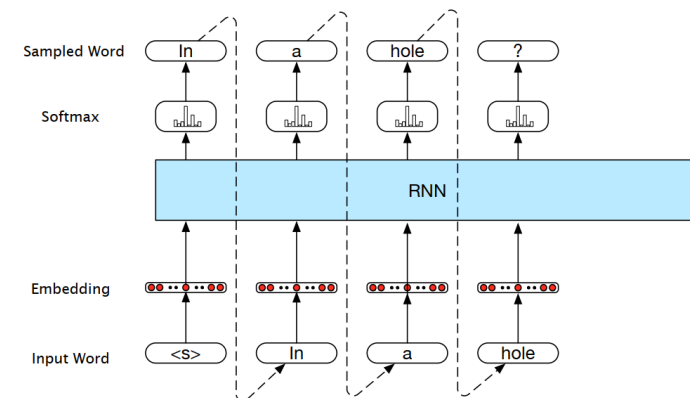 Sampled Word In a hole ?
Softmax
RNN
Embedding
Input Word <s> In a hole